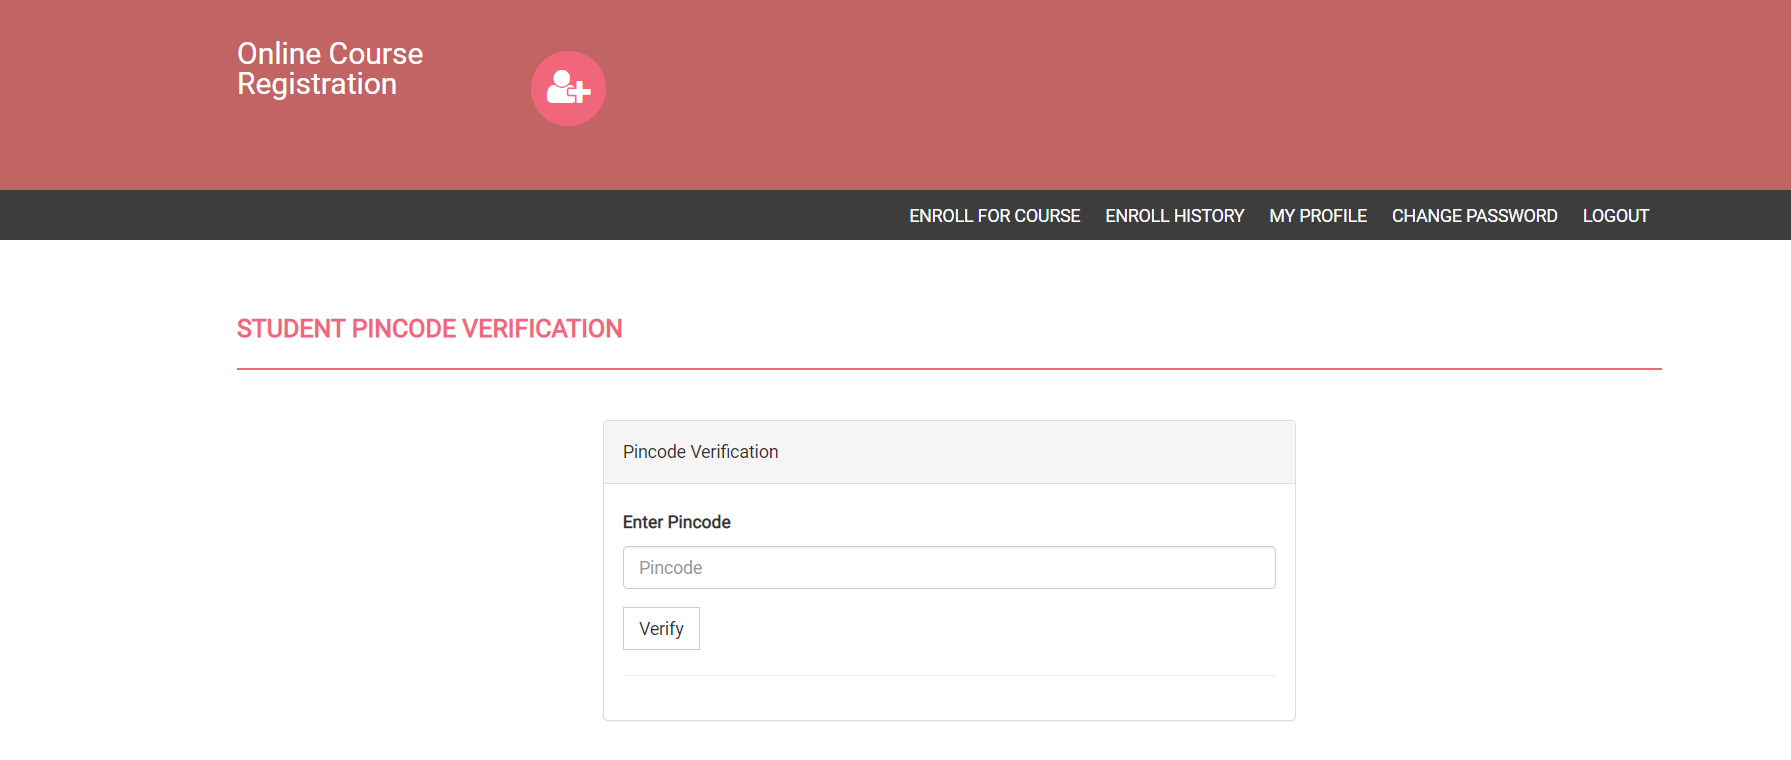 Online Course
Registration
ENROLL FOR COURSE ENROLL HISTORY MY PROFILE CHANGE PASSWORD LOGOUT
STUDENT PINCODE VERIFICATION
Pincode Verification
Enter Pincode
Pincode
Verify